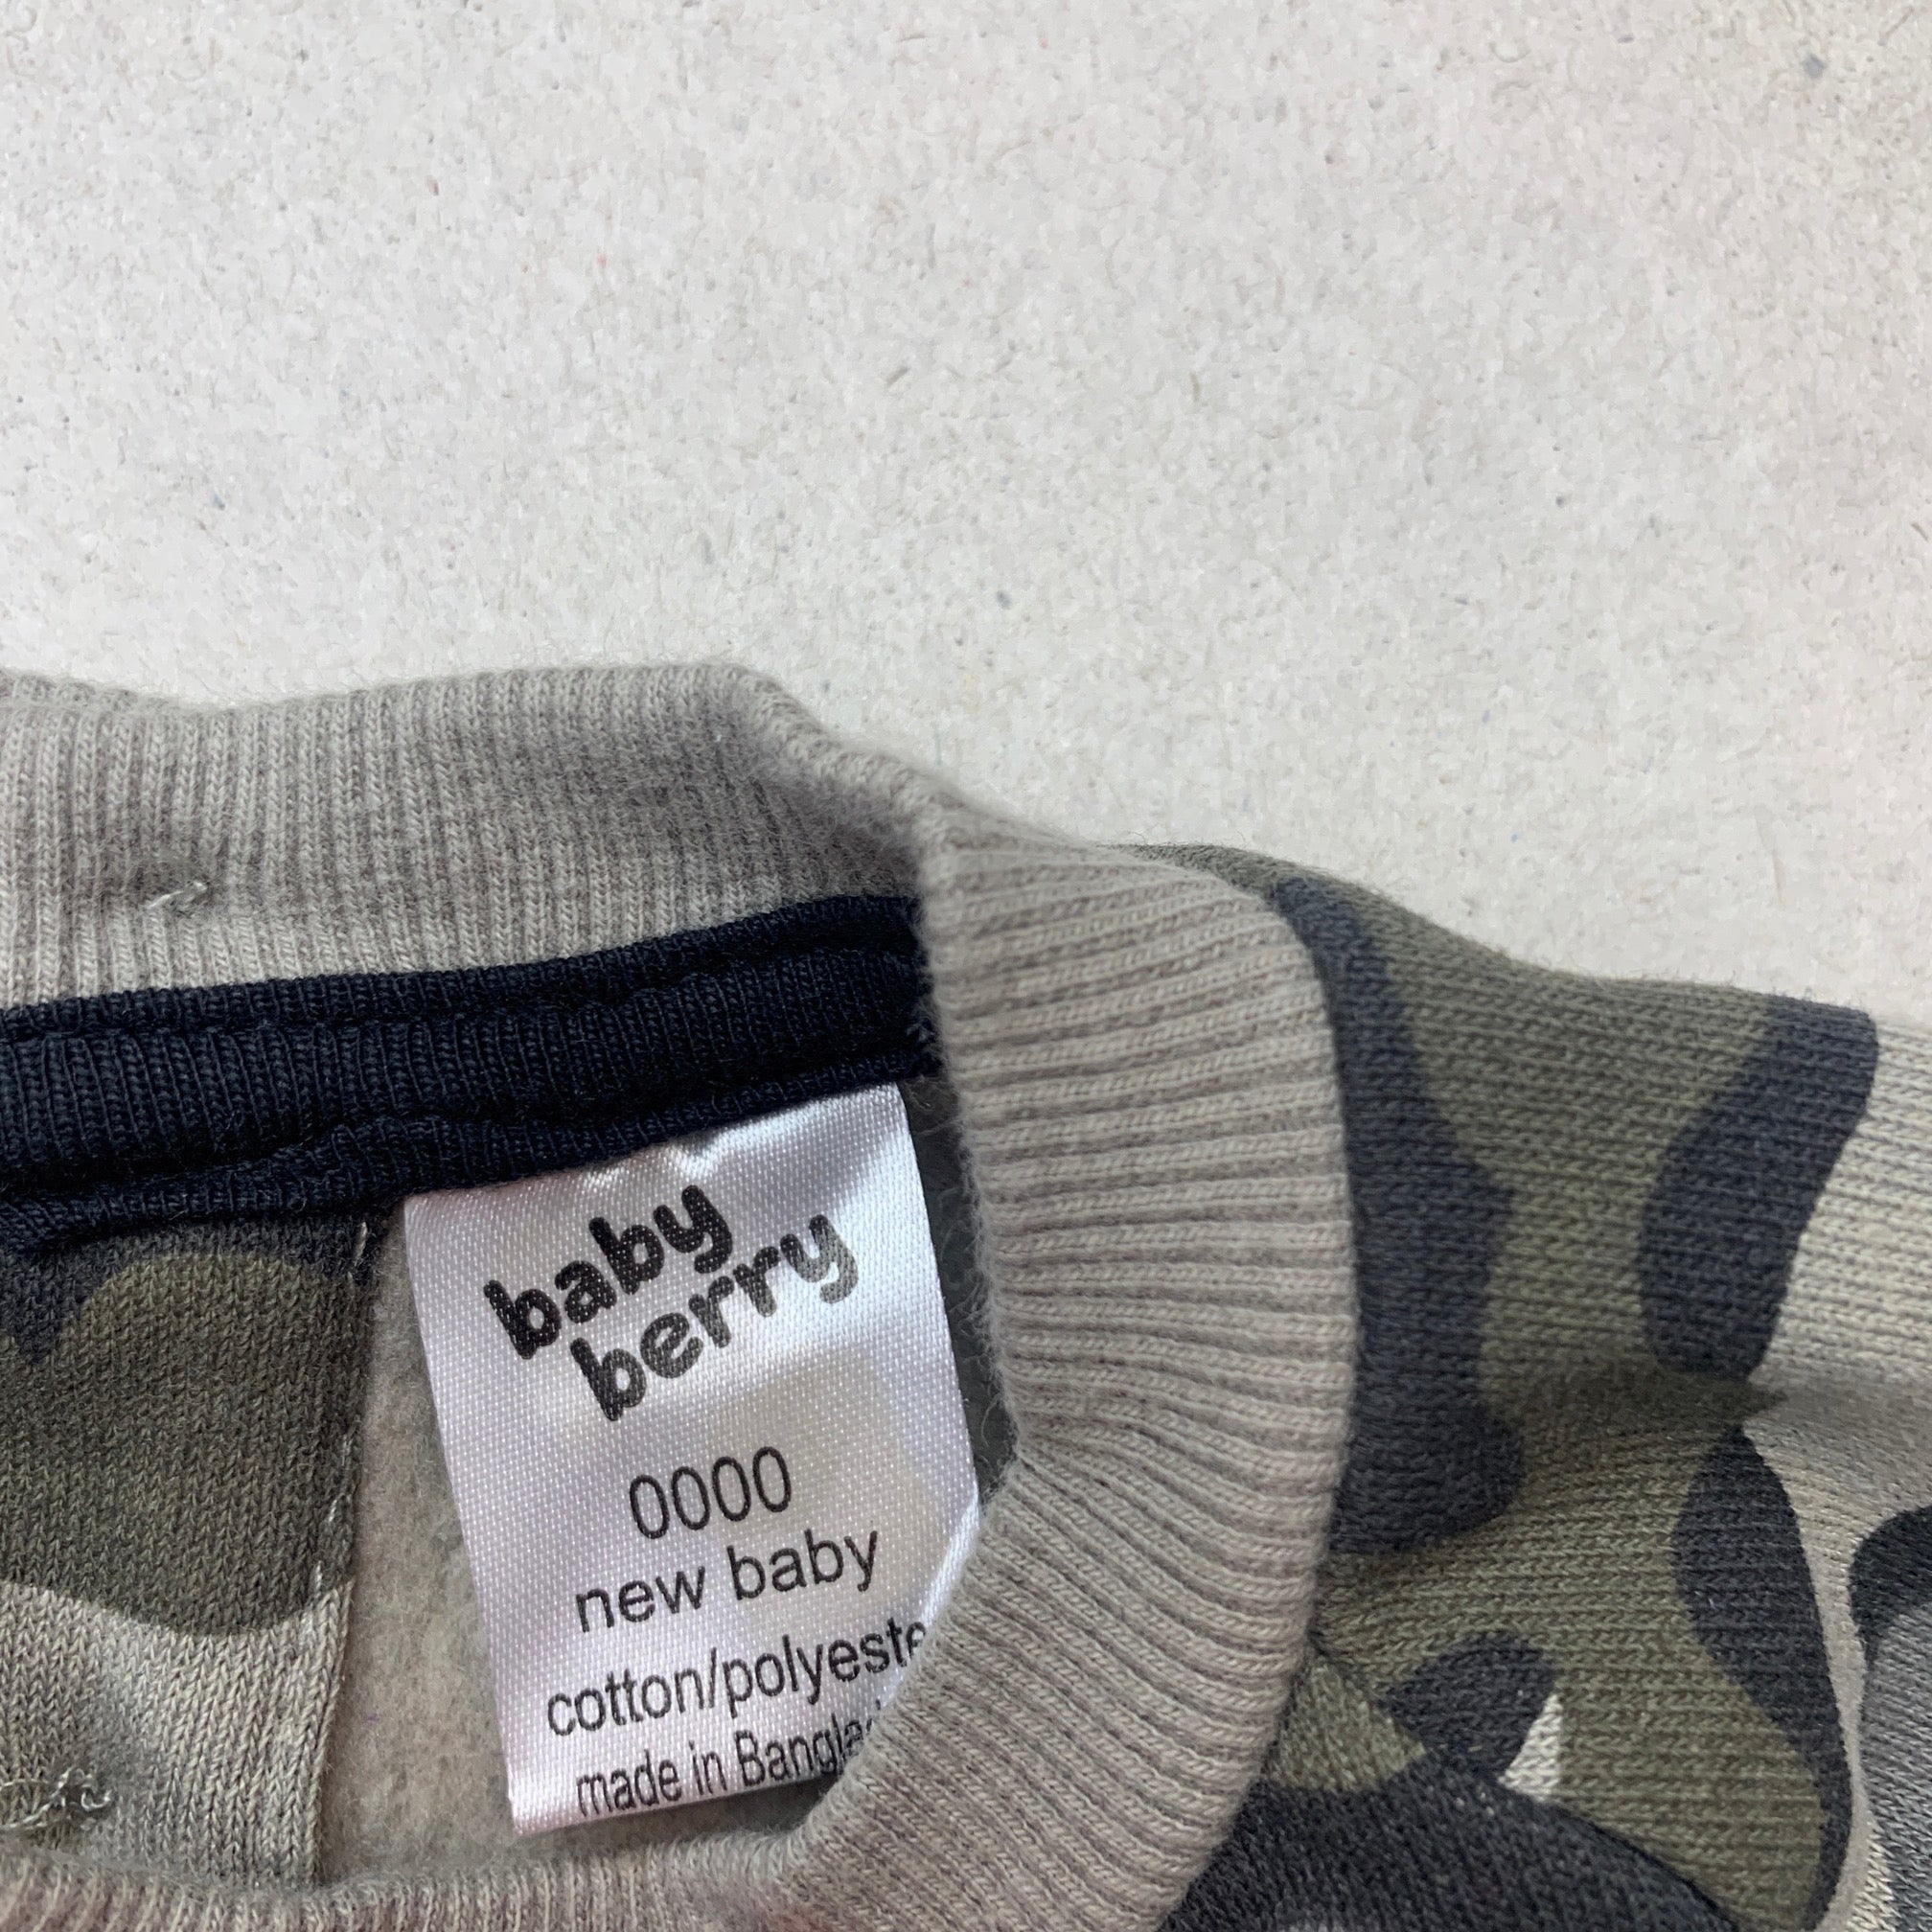 baby
berry
0000
new baby
cotton/polyeste
made in Bangla